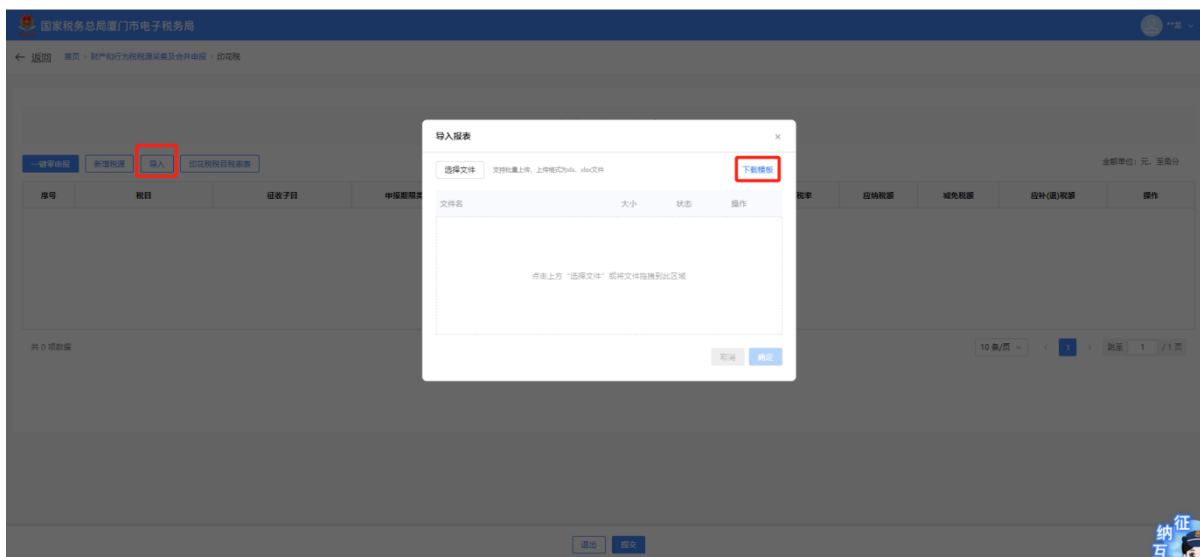 国家税务总局厦门市电子税务局
**龙
← 返回 首页 > 财产和行为税税源采集及合并申报 > 印花税
导入报表 ×
一键零申报 新增税源 导入 印花税税目税率表
选择文件 支持批量上传，上传格式为xls、xlsx文件 下载模板
金额单位：元，至角分
序号 税目 征收子目 申报期限类 税率 应纳税额 减免税额 应补(退)税额 操作
文件名 大小 状态 操作
点击上方“选择文件”或将文件拖拽到此区域
共 0 项数据
10 条/页 1 跳至 1 / 1 页
取消 确定
退出 提交
征
纳
互